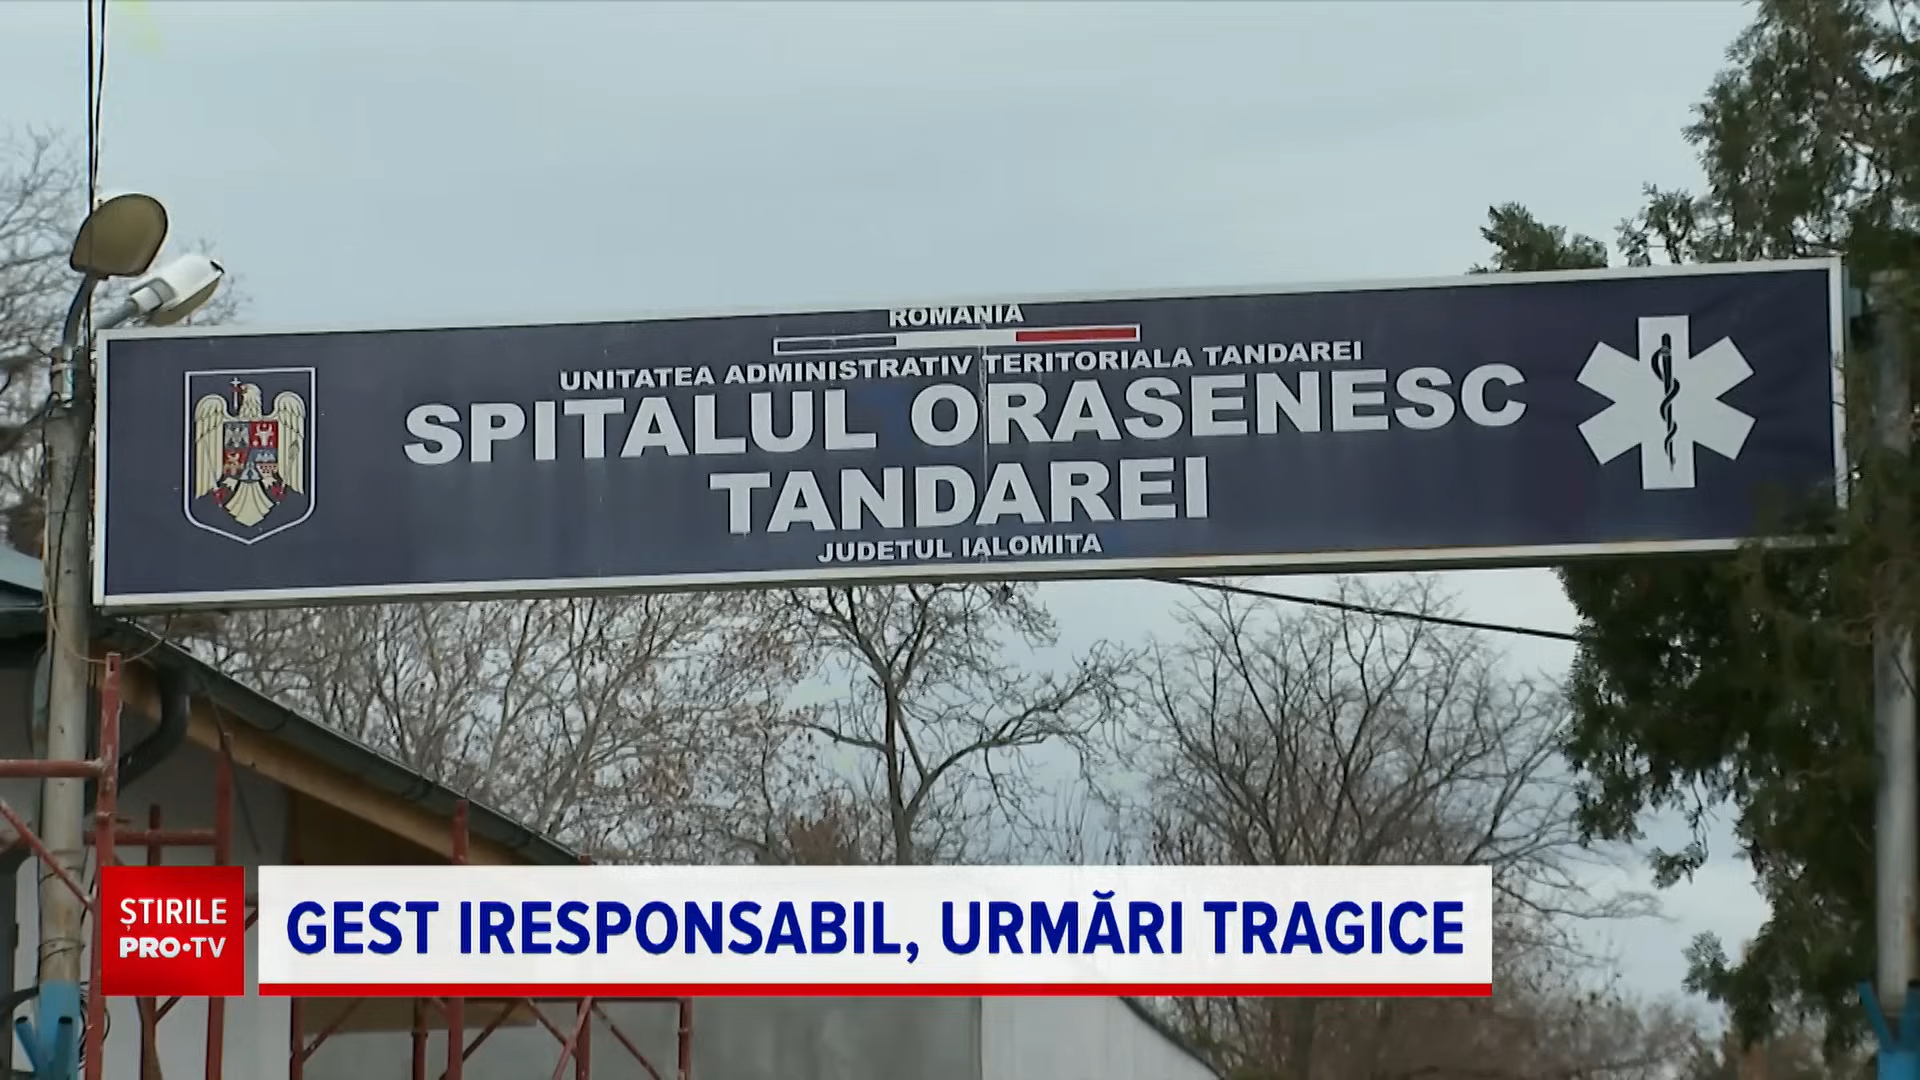 ROMANIA
UNITATEA ADMINISTRATIV TERITORIALA TANDAREI
SPITALUL ORASENESC
TANDAREI
JUDETUL IALOMITA
ȘTIRILE
PRO•TV
GEST IRESPONSABIL, URMĂRI TRAGICE